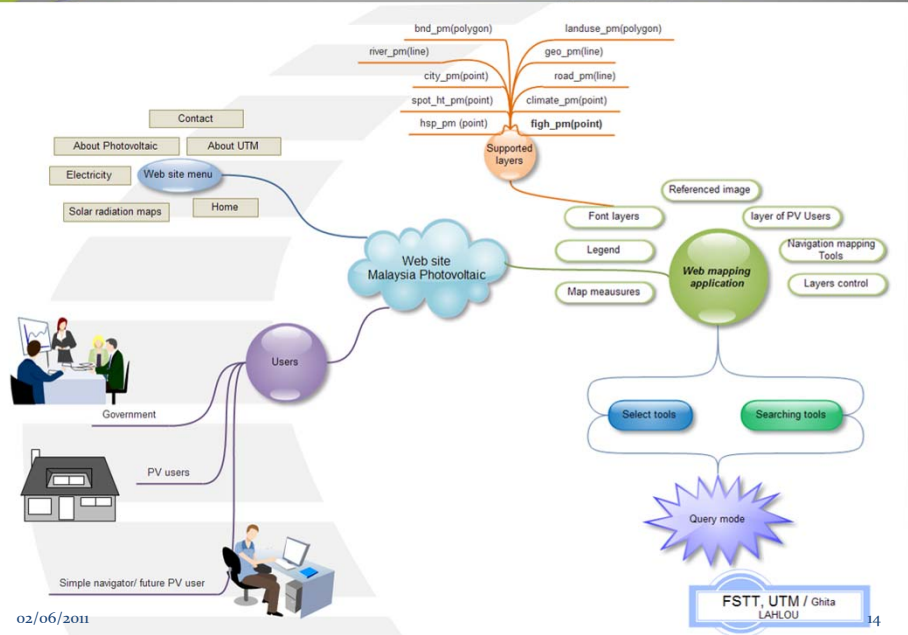 bnd_pm(polygon)
landuse_pm(polygon)
river_pm(line)
geo_pm(line)
city_pm(point)
road_pm(line)
spot_ht_pm(point)
climate_pm(point)
hsp_pm (point)
figh_pm(point)
Supported
layers
Contact
About Photovoltaic
About UTM
Electricity
Web site menu
Solar radiation maps
Home
Referenced image
Font layers
layer of PV Users
Legend
Navigation mapping
Tools
Map meausures
Layers control
Web mapping
application
Web site
Malaysia Photovoltaic
Users
Government
PV users
Simple navigator/ future PV user
Select tools
Searching tools
Query mode
FSTT, UTM / Ghita
LAHLOU
02/06/2011
14